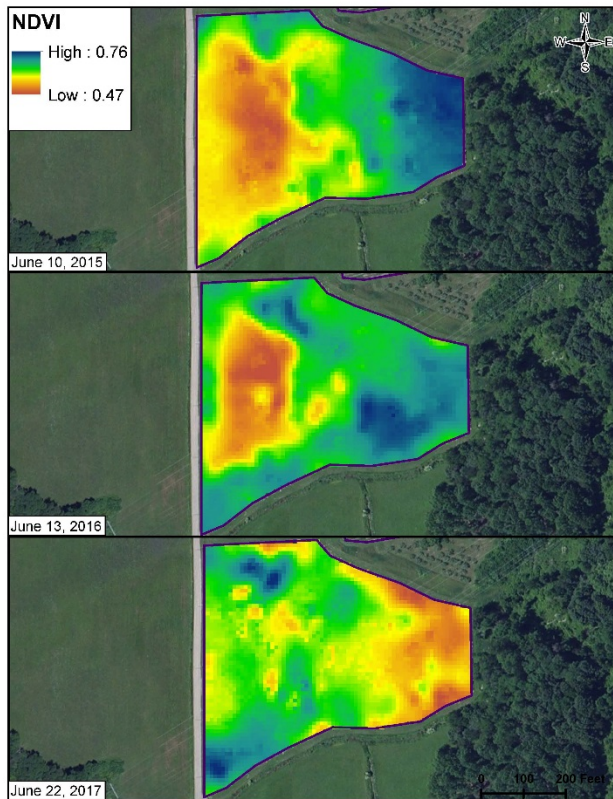 NDVI
High : 0.76
Low : 0.47
N
W E
S
June 10, 2015
June 13, 2016
June 22, 2017
0 100 200 Feet